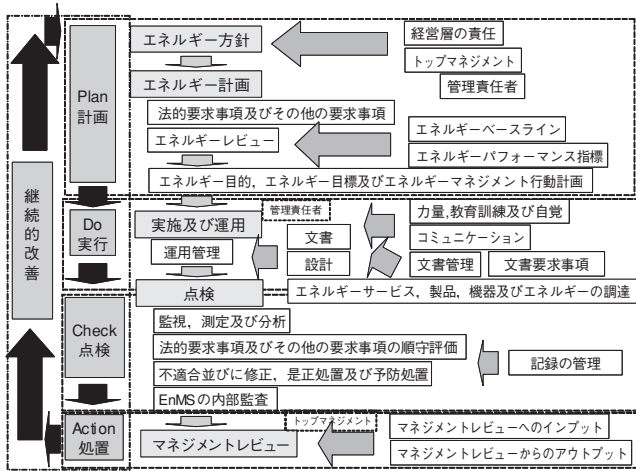 エネルギー方針
経営層の責任
トップマネジメント
管理責任者
Plan
計画
エネルギー計画
法的要求事項及びその他の要求事項
エネルギーレビュー
エネルギーベースライン
エネルギーパフォーマンス指標
エネルギー目的，エネルギー目標及びエネルギーマネジメント行動計画
継続的改善
Do
実行
実施及び運用
管理責任者
力量,教育訓練及び自覚
文書
コミュニケーション
運用管理
設計
文書管理
文書要求事項
点検
エネルギーサービス，製品，機器及びエネルギーの調達
Check
点検
監視，測定及び分析
法的要求事項及びその他の要求事項の順守評価
記録の管理
不適合並びに修正，是正処置及び予防処置
EnMSの内部監査
Action
処置
トップマネジメント
マネジメントレビュー
マネジメントレビューへのインプット
マネジメントレビューからのアウトプット